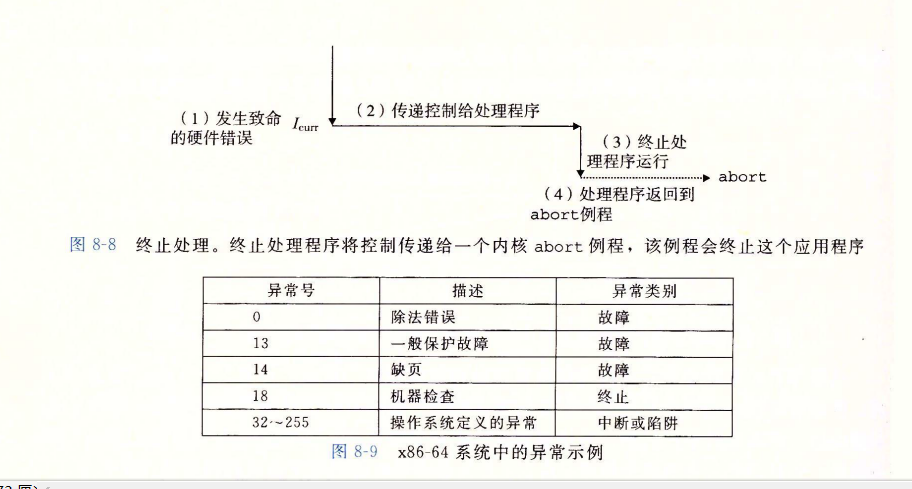 (1)发生致命
的硬件错误
Icurr
(2)传递控制给处理程序
(3)终止处
理程序运行
abort
(4)处理程序返回到
abort例程
图 8-8 终止处理。终止处理程序将控制传递给一个内核 abort 例程，该例程会终止这个应用程序
异常号 描述 异常类别
0 除法错误 故障
13 一般保护故障 故障
14 缺页 故障
18 机器检查 终止
32~255 操作系统定义的异常 中断或陷阱
图 8-9 x86-64 系统中的异常示例